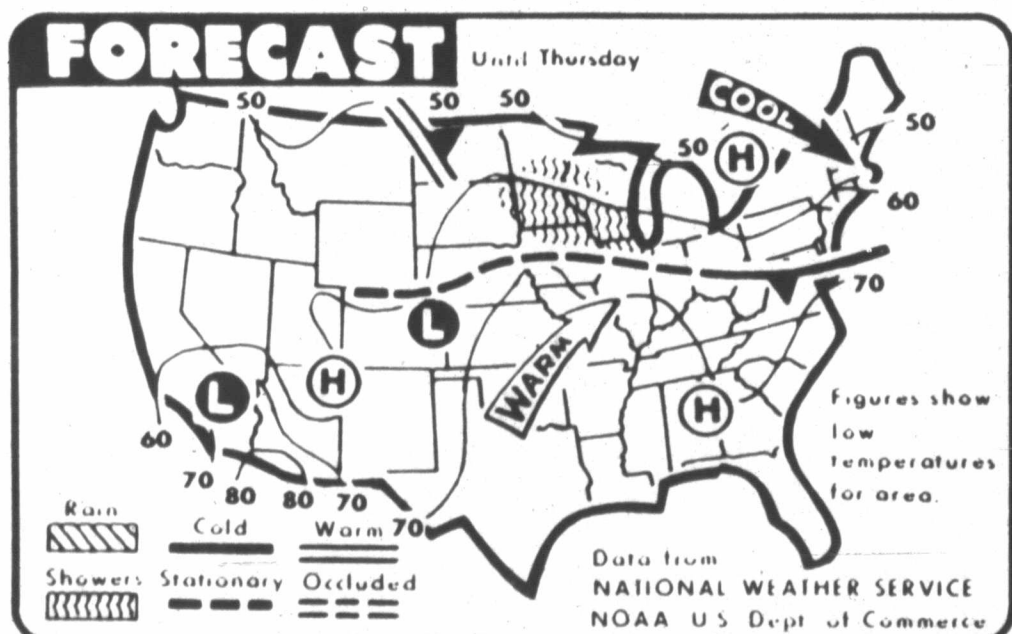 FORECAST
Until Thursday
50 50 50
COOL
50
50
H
60
70
L
WARM
H
L
H
60
70 80 80 70 70
Figures show
low
temperatures
for area.
Rain
Cold
Warm
Showers
Stationary
Occluded
Data from
NATIONAL WEATHER SERVICE
NOAA U S Dept of Commerce